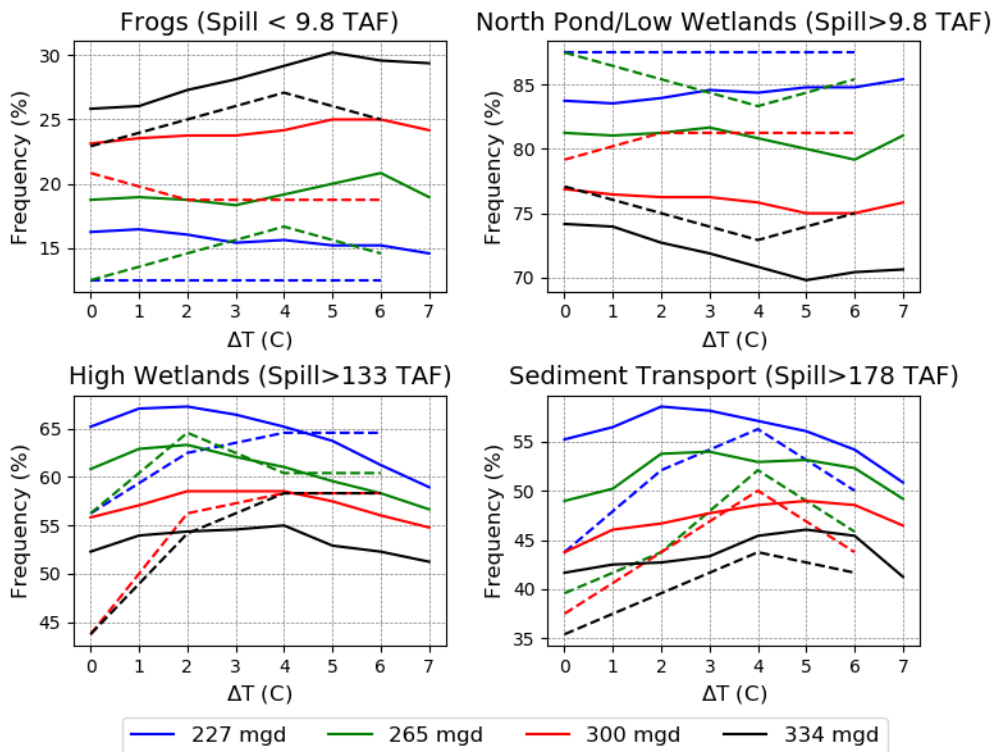 Frogs (Spill < 9.8 TAF)
Frequency (%)
30
25
20
15
0 1 2 3 4 5 6 7
ΔT (C)
North Pond/Low Wetlands (Spill>9.8 TAF)
Frequency (%)
85
80
75
70
0 1 2 3 4 5 6 7
ΔT (C)
High Wetlands (Spill>133 TAF)
Frequency (%)
65
60
55
50
45
0 1 2 3 4 5 6 7
ΔT (C)
Sediment Transport (Spill>178 TAF)
Frequency (%)
55
50
45
40
35
0 1 2 3 4 5 6 7
ΔT (C)
227 mgd 265 mgd 300 mgd 334 mgd